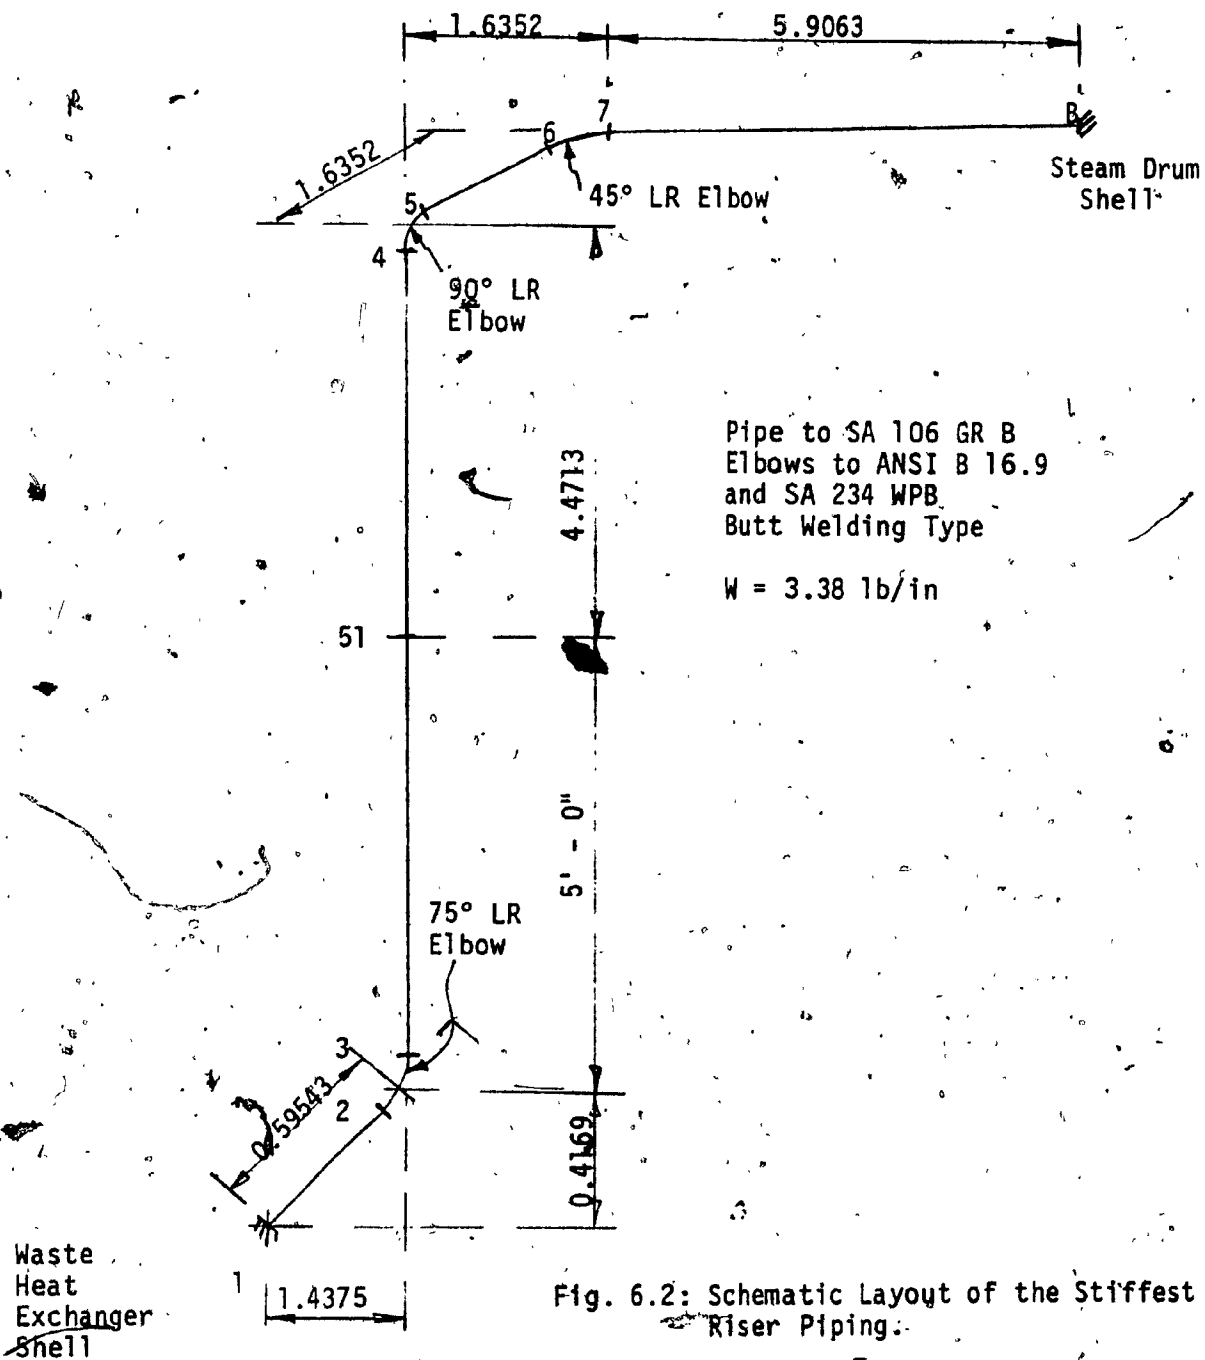 1.6352
5.9063
7
B
6
1.6352
Steam Drum
Shell
45° LR Elbow
5
4
90° LR
Elbow
Pipe to SA 106 GR B
Elbows to ANSI B 16.9
and SA 234 WPB
Butt Welding Type
4.4713
W = 3.38 lb/in
51
5' - 0"
75° LR
Elbow
3
0.59543
2
0.4169
Waste
Heat
Exchanger
Shell
1
1.4375
Fig. 6.2: Schematic Layout of the Stiffest
Riser Piping.